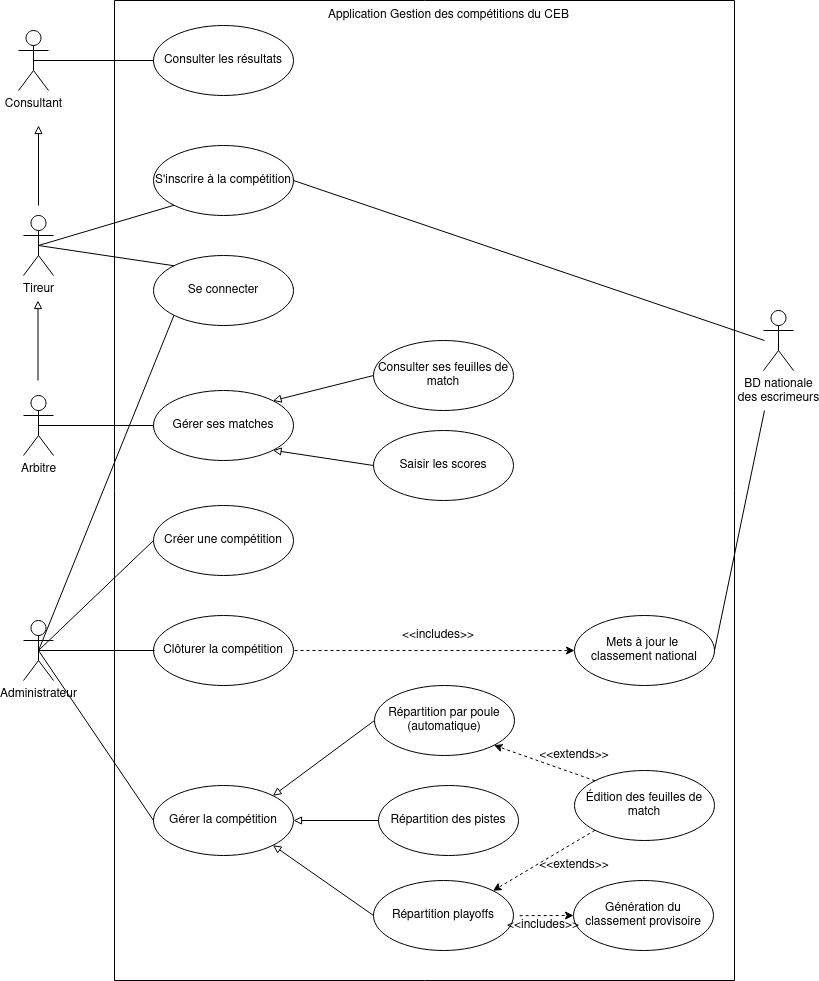 Application Gestion des compétitions du CEB
Consulter les résultats
Consultant
S'inscrire à la compétition
Tireur
Se connecter
BD nationale
des escrimeurs
Consulter ses feuilles de
match
Gérer ses matches
Arbitre
Saisir les scores
Créer une compétition
<<includes>>
Clôturer la compétition
Mets à jour le
classement national
Administrateur
Répartition par poule
(automatique)
<<extends>>
Édition des feuilles de
match
Gérer la compétition
Répartition des pistes
<<extends>>
Répartition playoffs
<<includes>>
Génération du
classement provisoire